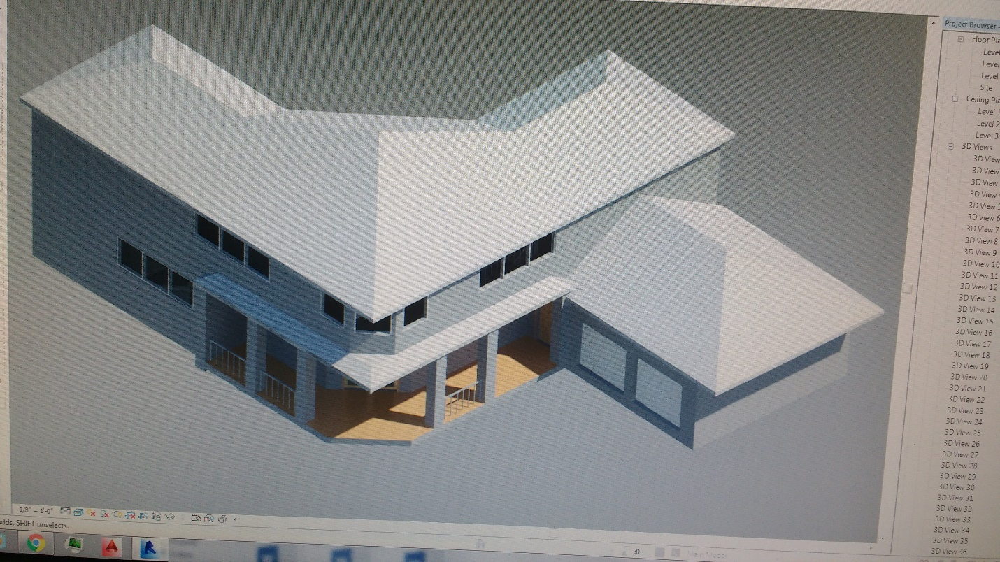 Project Browser -
Floor Pla
Level
Level
Level
Site
Ceiling Pla
Level 1
Level 2
Level 3
3D Views
3D View
3D View
3D View
3D View 4
3D View 5
3D View 6
3D View 7
3D View 8
3D View 9
3D View 10
3D View 11
3D View 12
3D View 13
3D View 14
3D View 15
3D View 16
3D View 17
3D View 18
3D View 19
3D View 20
3D View 21
3D View 22
3D View 23
3D View 24
3D View 25
3D View 26
3D View 27
3D View 28
3D View 29
3D View 30
3D View 31
3D View 32
3D View 33
3D View 34
3D View 35
3D View 36
1/8" = 1'-0"
adds, SHIFT unselects.
:0
Main Model